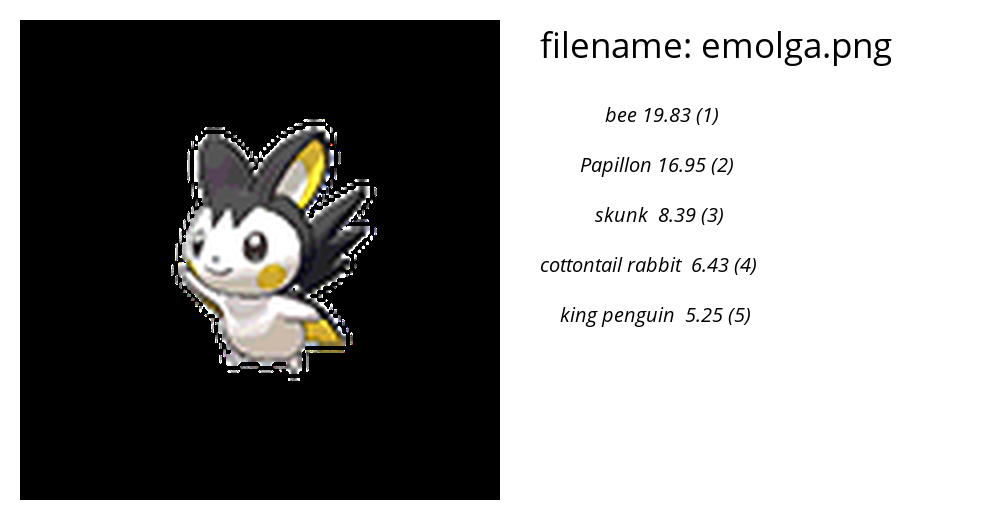 filename: emolga.png
bee 19.83 (1)
Papillon 16.95 (2)
skunk  8.39 (3)
cottontail rabbit  6.43 (4)
king penguin  5.25 (5)